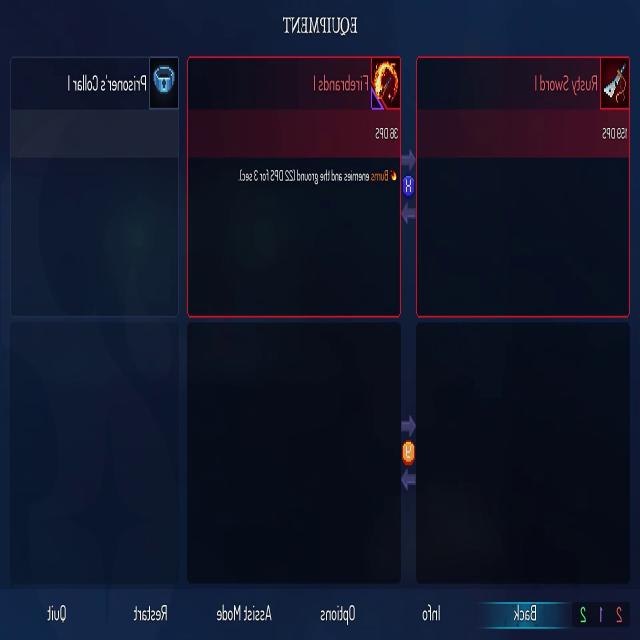 EQUIPMENT
Rusty Sword I
159 DPS
X
Firebrands I
36 DPS
Burns enemies and the ground (22 DPS for 3 sec).
Prisoner's Collar I
Y
2 1 2 Back Info Options Assist Mode Restart Quit